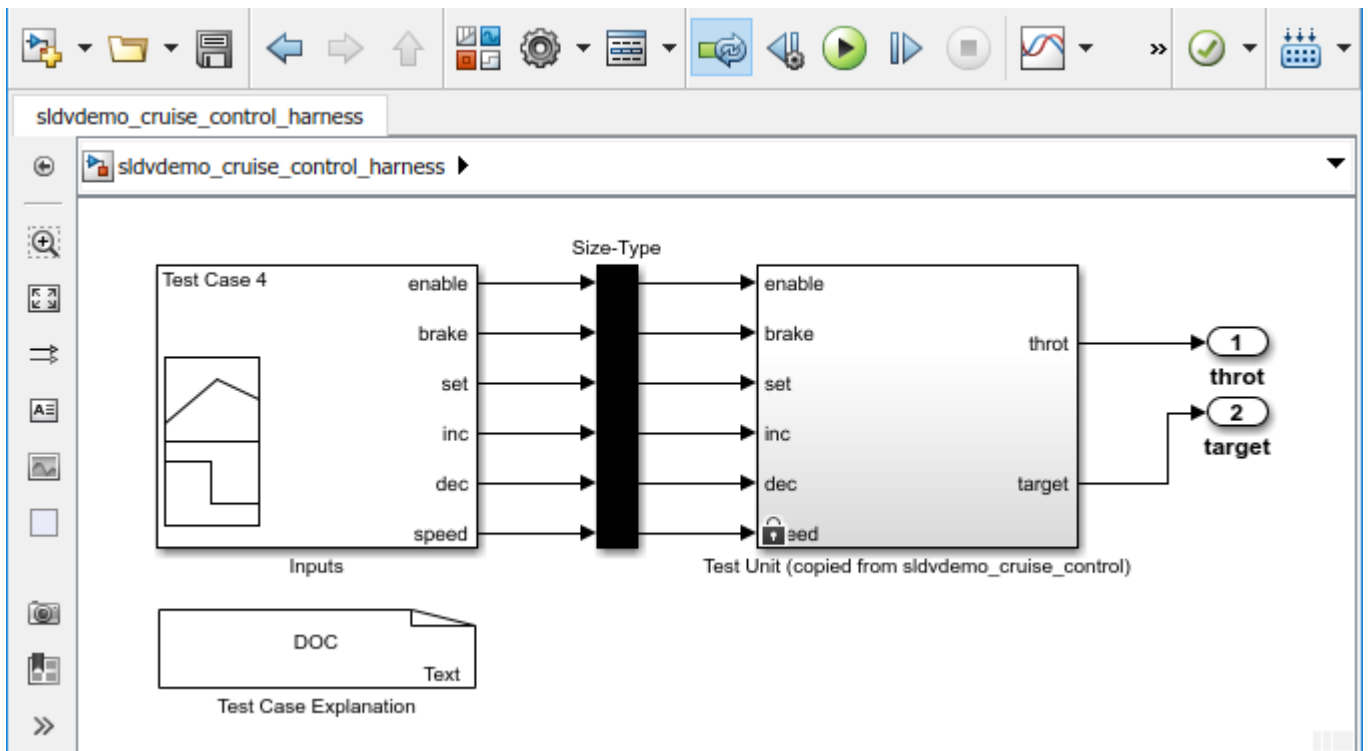 sldvdemo_cruise_control_harness
sldvdemo_cruise_control_harness
Size-Type
Test Case 4
enable
brake
set
inc
dec
speed
Inputs
enable
brake
set
inc
dec
eed
throt
target
Test Unit (copied from sldvdemo_cruise_control)
1
throt
2
target
DOC
Text
Test Case Explanation